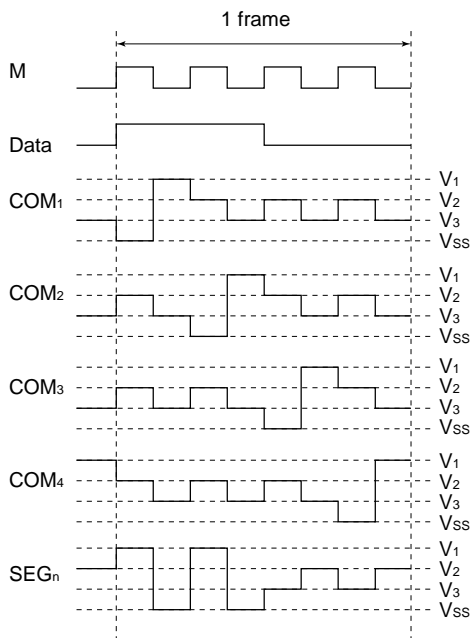 1 frame
M
Data
COM1
V1
V2
V3
VSS
COM2
V1
V2
V3
VSS
COM3
V1
V2
V3
VSS
COM4
V1
V2
V3
VSS
SEGn
V1
V2
V3
VSS